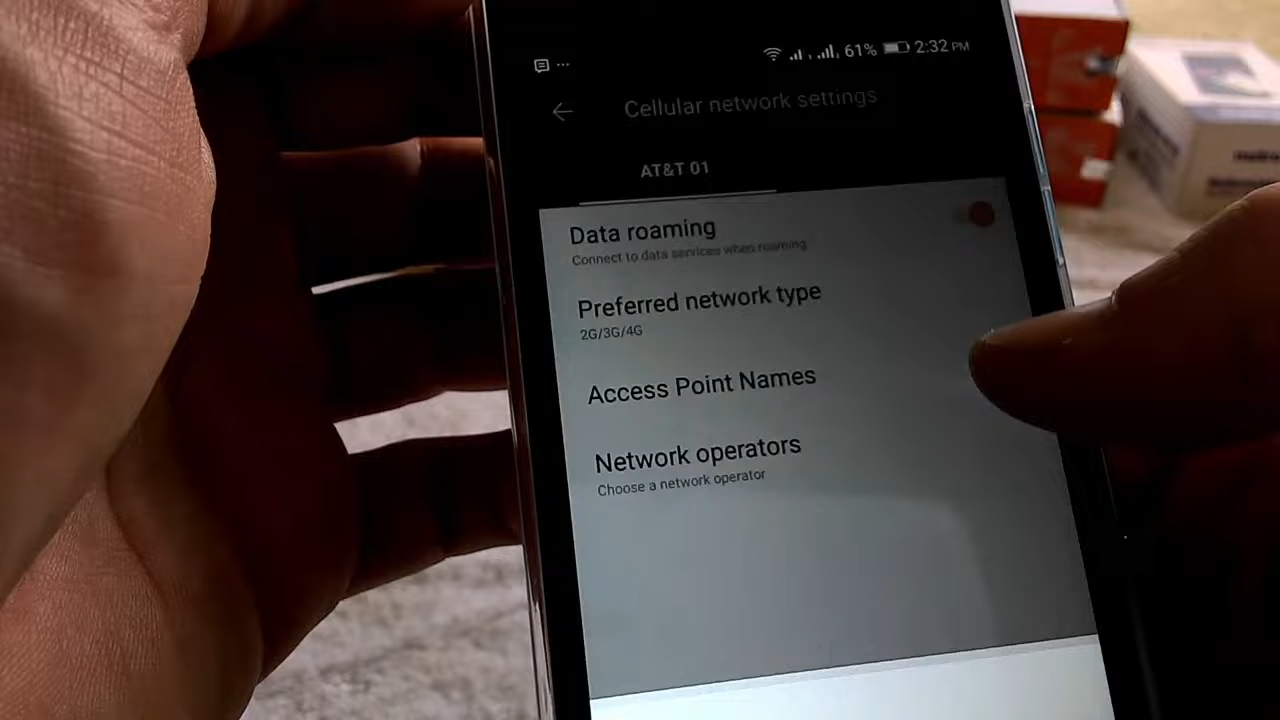 61% 2:32 PM
Cellular network settings
AT&T 01
Data roaming
Connect to data services when roaming
Preferred network type
2G/3G/4G
Access Point Names
Network operators
Choose a network operator